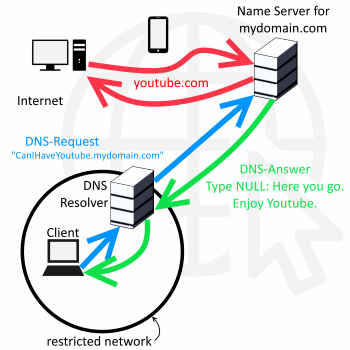 Name Server for
mydomain.com
youtube.com
Internet
DNS-Request
"CanIHaveYoutube.mydomain.com"
DNS-Answer
Type NULL: Here you go.
Enjoy Youtube.
DNS
Resolver
Client
restricted network